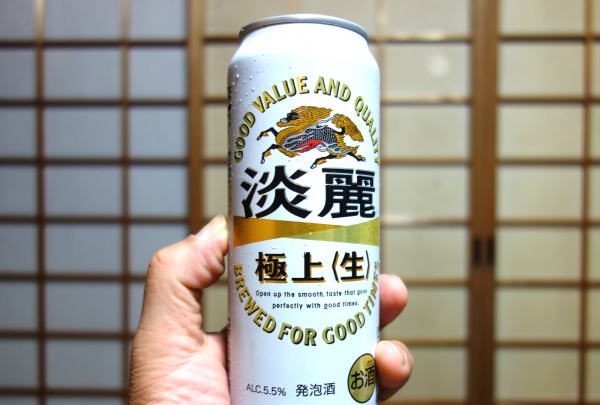 GOOD VALUE AND QUALITY
淡麗
極上〈生〉
Open up the smooth, taste that goes
perfectly with good times.
BREWED FOR GOOD TIMES
ALC.5.5% 発泡酒
お酒